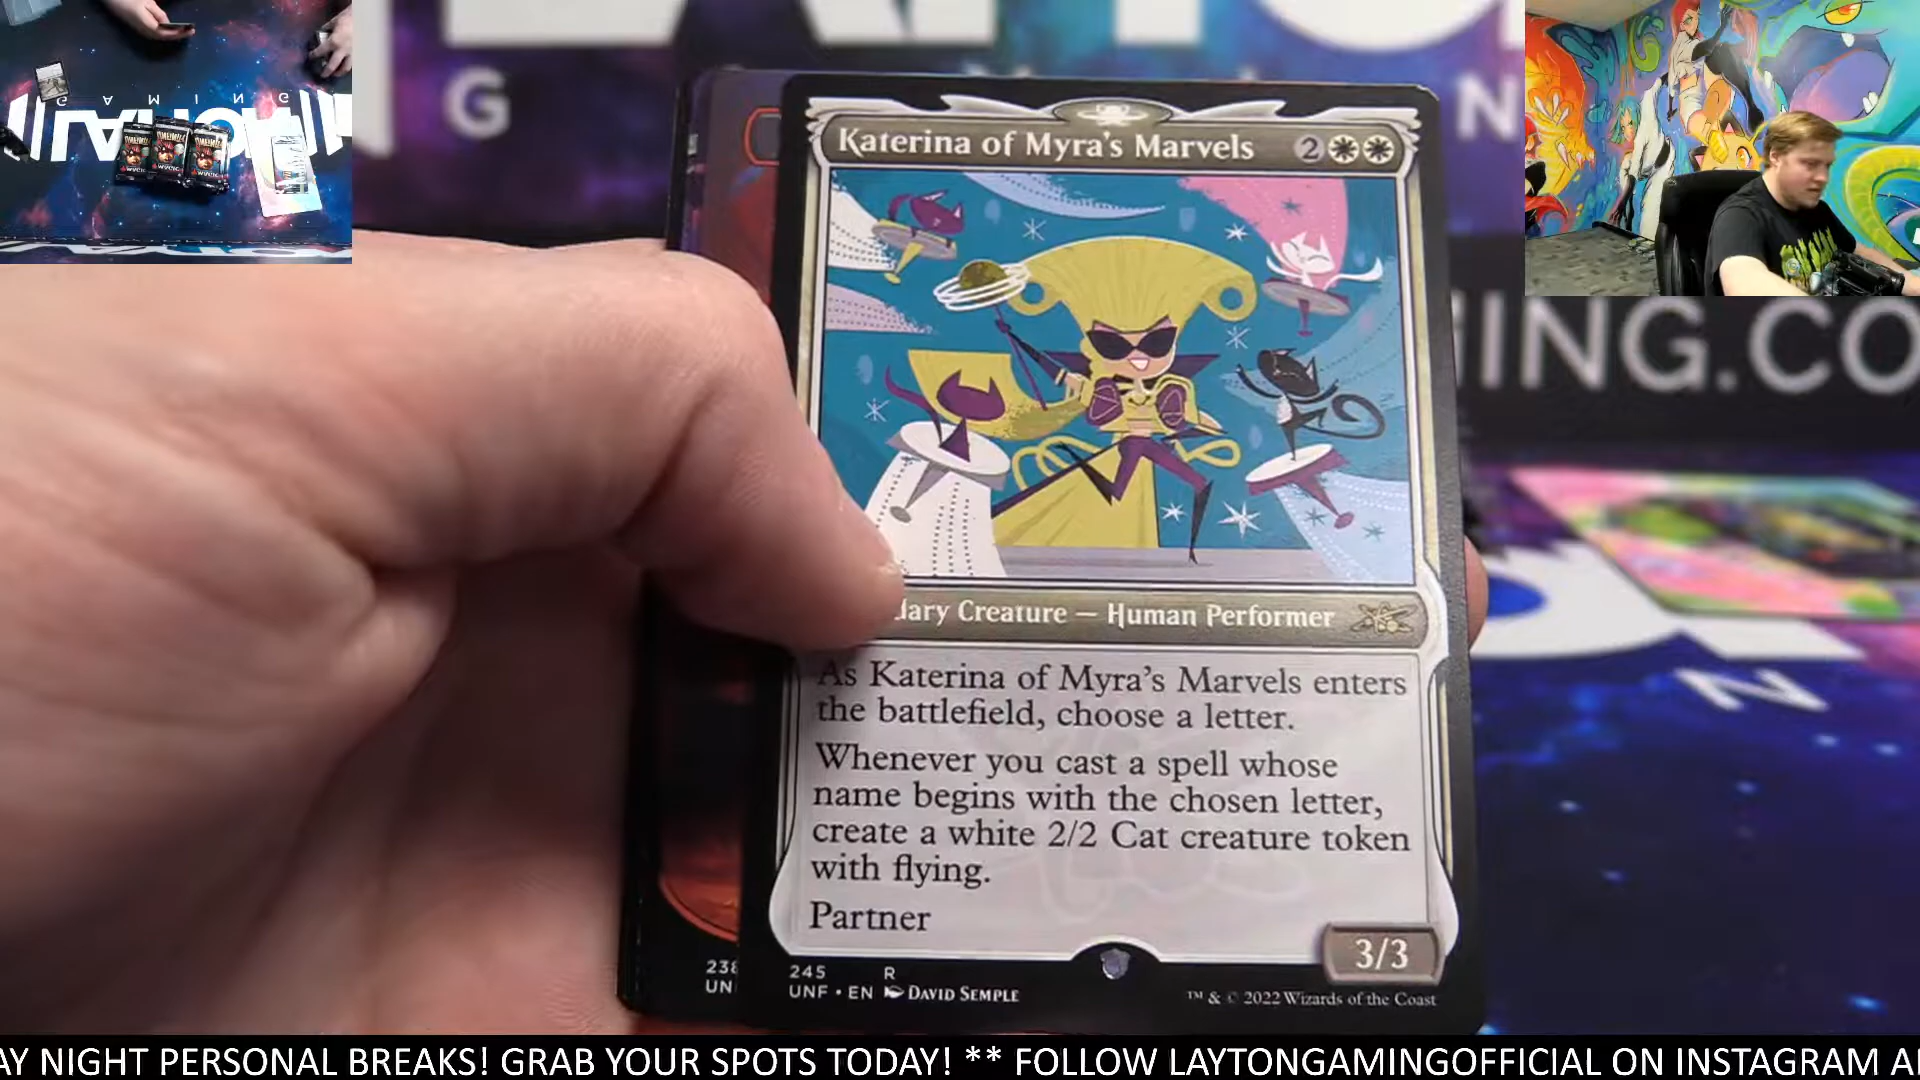 G A M I N G
G
N
Katerina of Myra's Marvels 2
ING.CO
dary Creature — Human Performer
As Katerina of Myra's Marvels enters
the battlefield, choose a letter.
Whenever you cast a spell whose
name begins with the chosen letter,
create a white 2/2 Cat creature token
with flying.
Partner
3/3
N
238
UN
245 R
UNF • EN DAVID SEMPLE
™ & © 2022 Wizards of the Coast
AY NIGHT PERSONAL BREAKS! GRAB YOUR SPOTS TODAY! ** FOLLOW LAYTONGAMINGOFFICIAL ON INSTAGRAM A